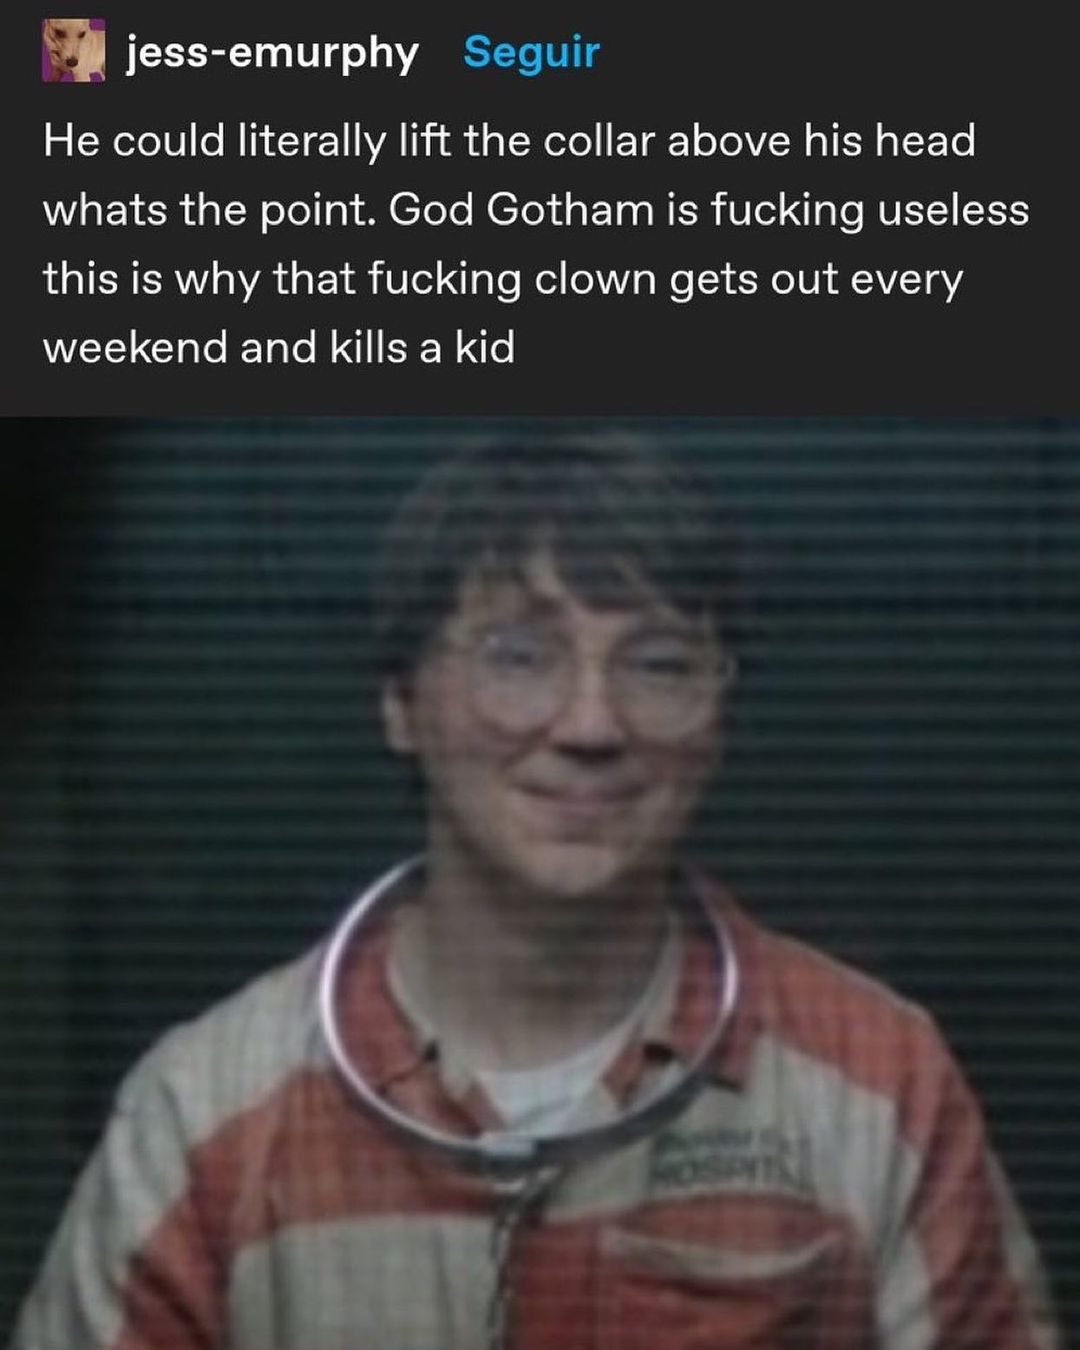 jess-emurphy Seguir
He could literally lift the collar above his head
whats the point. God Gotham is fucking useless
this is why that fucking clown gets out every
weekend and kills a kid
HOSPITAL